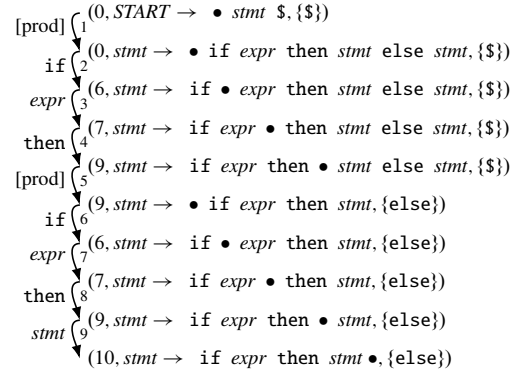 (0, START → • stmt $, {$})
[prod] 1
(0, stmt → • if expr then stmt else stmt, {$})
if 2
(6, stmt → if • expr then stmt else stmt, {$})
expr 3
(7, stmt → if expr • then stmt else stmt, {$})
then 4
(9, stmt → if expr then • stmt else stmt, {$})
[prod] 5
(9, stmt → • if expr then stmt, {else})
if 6
(6, stmt → if • expr then stmt, {else})
expr 7
(7, stmt → if expr • then stmt, {else})
then 8
(9, stmt → if expr then • stmt, {else})
stmt 9
(10, stmt → if expr then stmt •, {else})